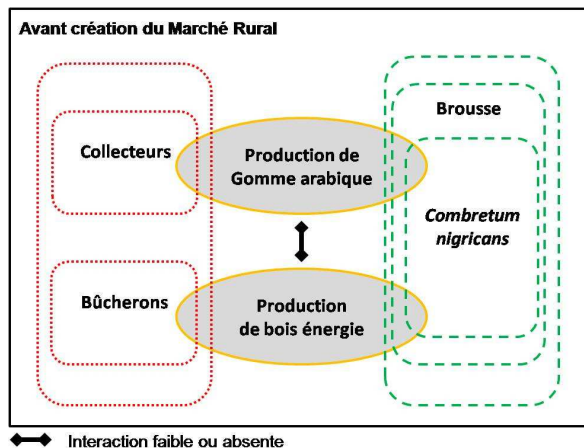 Avant création du Marché Rural
Collecteurs
Production de
Gomme arabique
Brousse
Combretum
nigricans
Bûcherons
Production
de bois énergie
Interaction faible ou absente